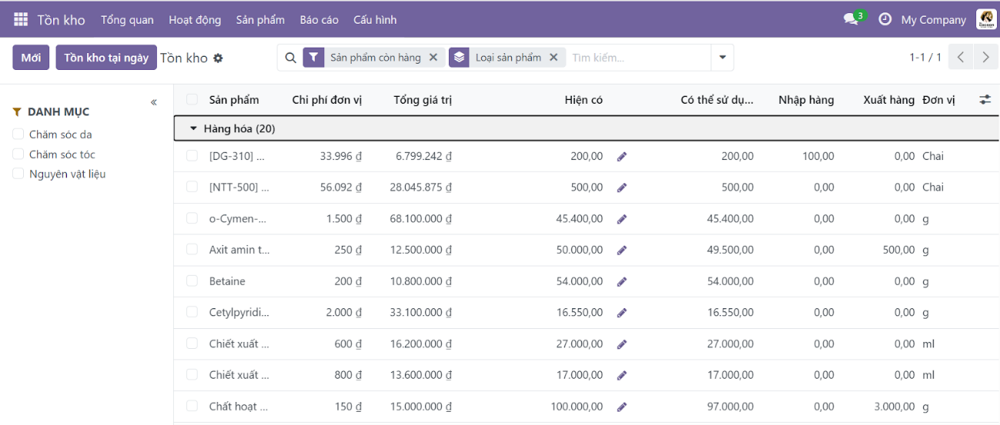 Tồn kho Tổng quan Hoạt động Sản phẩm Báo cáo Cấu hình 3 My Company
Mới Tồn kho tại ngày Tồn kho Sản phẩm còn hàng Loại sản phẩm Tìm kiếm... 1-1 / 1
DANH MỤC
Chăm sóc da
Chăm sóc tóc
Nguyên vật liệu
Sản phẩm Chi phí đơn vị Tổng giá trị Hiện có Có thể sử dụ... Nhập hàng Xuất hàng Đơn vị
Hàng hóa (20)
[DG-310] ... 33.996 ₫ 6.799.242 ₫ 200,00 200,00 100,00 0,00 Chai
[NTT-500] ... 56.092 ₫ 28.045.875 ₫ 500,00 500,00 0,00 0,00 Chai
o-Cymen-... 1.500 ₫ 68.100.000 ₫ 45.400,00 45.400,00 0,00 0,00 g
Axit amin t... 250 ₫ 12.500.000 ₫ 50.000,00 49.500,00 0,00 500,00 g
Betaine 200 ₫ 10.800.000 ₫ 54.000,00 54.000,00 0,00 0,00 g
Cetylpyridi... 2.000 ₫ 33.100.000 ₫ 16.550,00 16.550,00 0,00 0,00 g
Chiết xuất ... 600 ₫ 16.200.000 ₫ 27.000,00 27.000,00 0,00 0,00 ml
Chiết xuất ... 800 ₫ 13.600.000 ₫ 17.000,00 17.000,00 0,00 0,00 ml
Chất hoạt ... 150 ₫ 15.000.000 ₫ 100.000,00 97.000,00 0,00 3.000,00 g